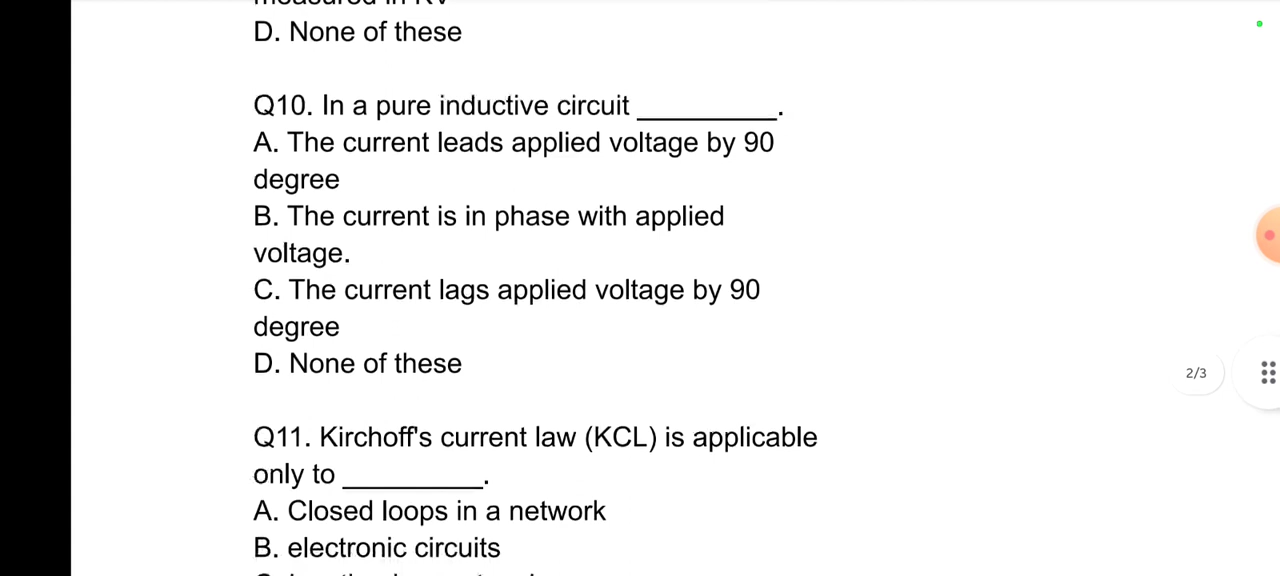 D. None of these
Q10. In a pure inductive circuit __________.
A. The current leads applied voltage by 90
degree
B. The current is in phase with applied
voltage.
C. The current lags applied voltage by 90
degree
D. None of these
2/3
Q11. Kirchoff's current law (KCL) is applicable
only to __________.
A. Closed loops in a network
B. electronic circuits